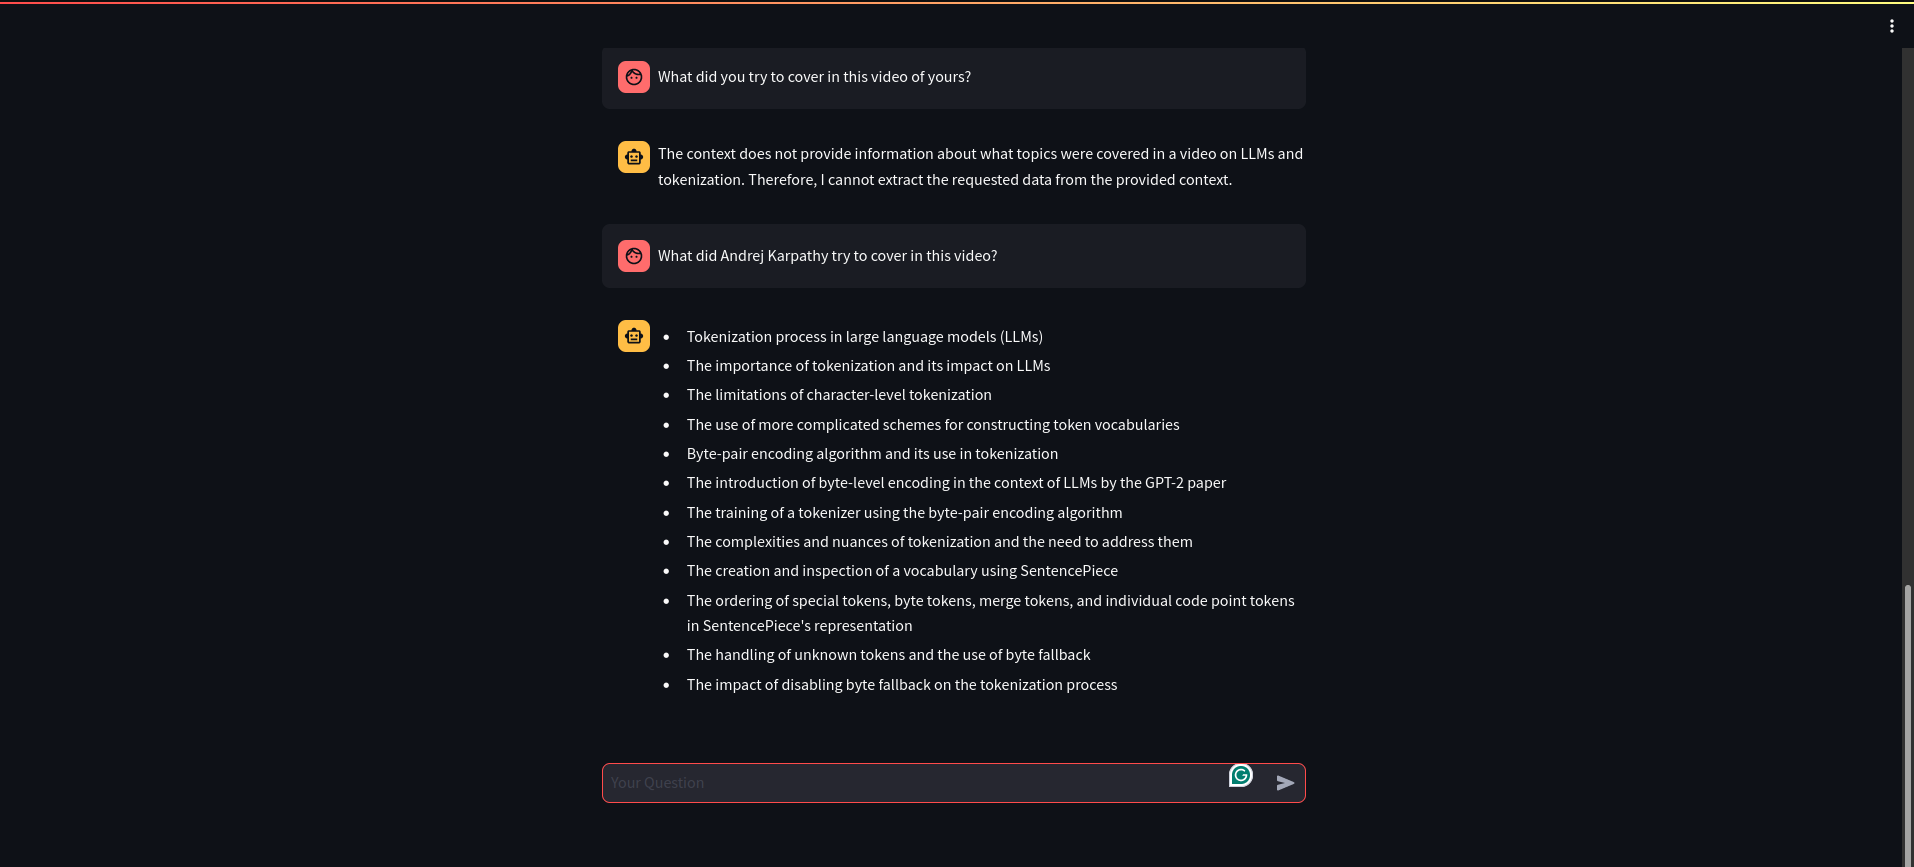 What did you try to cover in this video of yours?
The context does not provide information about what topics were covered in a video on LLMs and
tokenization. Therefore, I cannot extract the requested data from the provided context.
What did Andrej Karpathy try to cover in this video?
• Tokenization process in large language models (LLMs)
• The importance of tokenization and its impact on LLMs
• The limitations of character-level tokenization
• The use of more complicated schemes for constructing token vocabularies
• Byte-pair encoding algorithm and its use in tokenization
• The introduction of byte-level encoding in the context of LLMs by the GPT-2 paper
• The training of a tokenizer using the byte-pair encoding algorithm
• The complexities and nuances of tokenization and the need to address them
• The creation and inspection of a vocabulary using SentencePiece
• The ordering of special tokens, byte tokens, merge tokens, and individual code point tokens
in SentencePiece's representation
• The handling of unknown tokens and the use of byte fallback
• The impact of disabling byte fallback on the tokenization process
Your Question